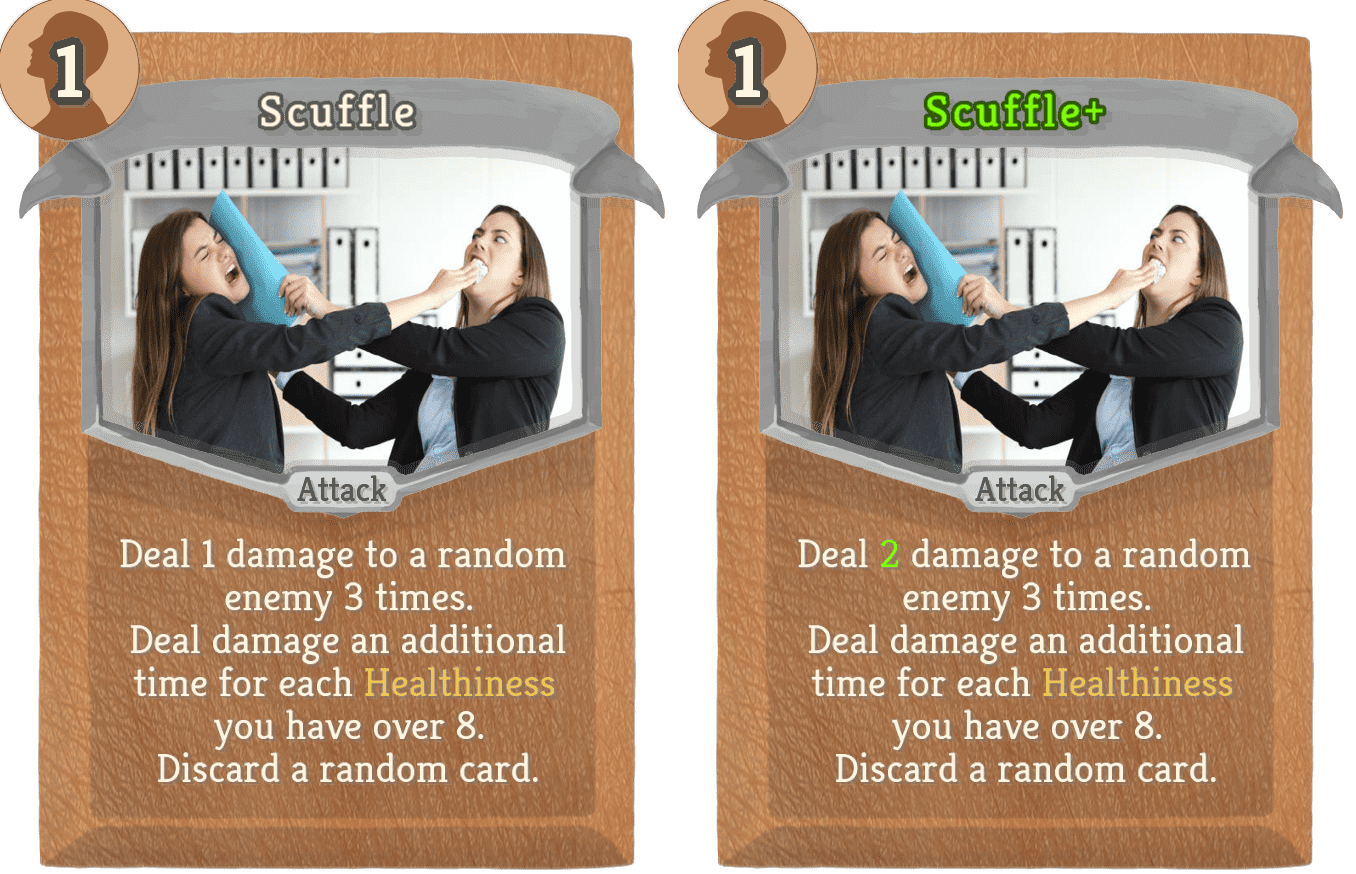 1
Scuffle
Attack
Deal 1 damage to a random
enemy 3 times.
Deal damage an additional
time for each Healthiness
you have over 8.
Discard a random card.
1
Scuffle+
Attack
Deal 2 damage to a random
enemy 3 times.
Deal damage an additional
time for each Healthiness
you have over 8.
Discard a random card.